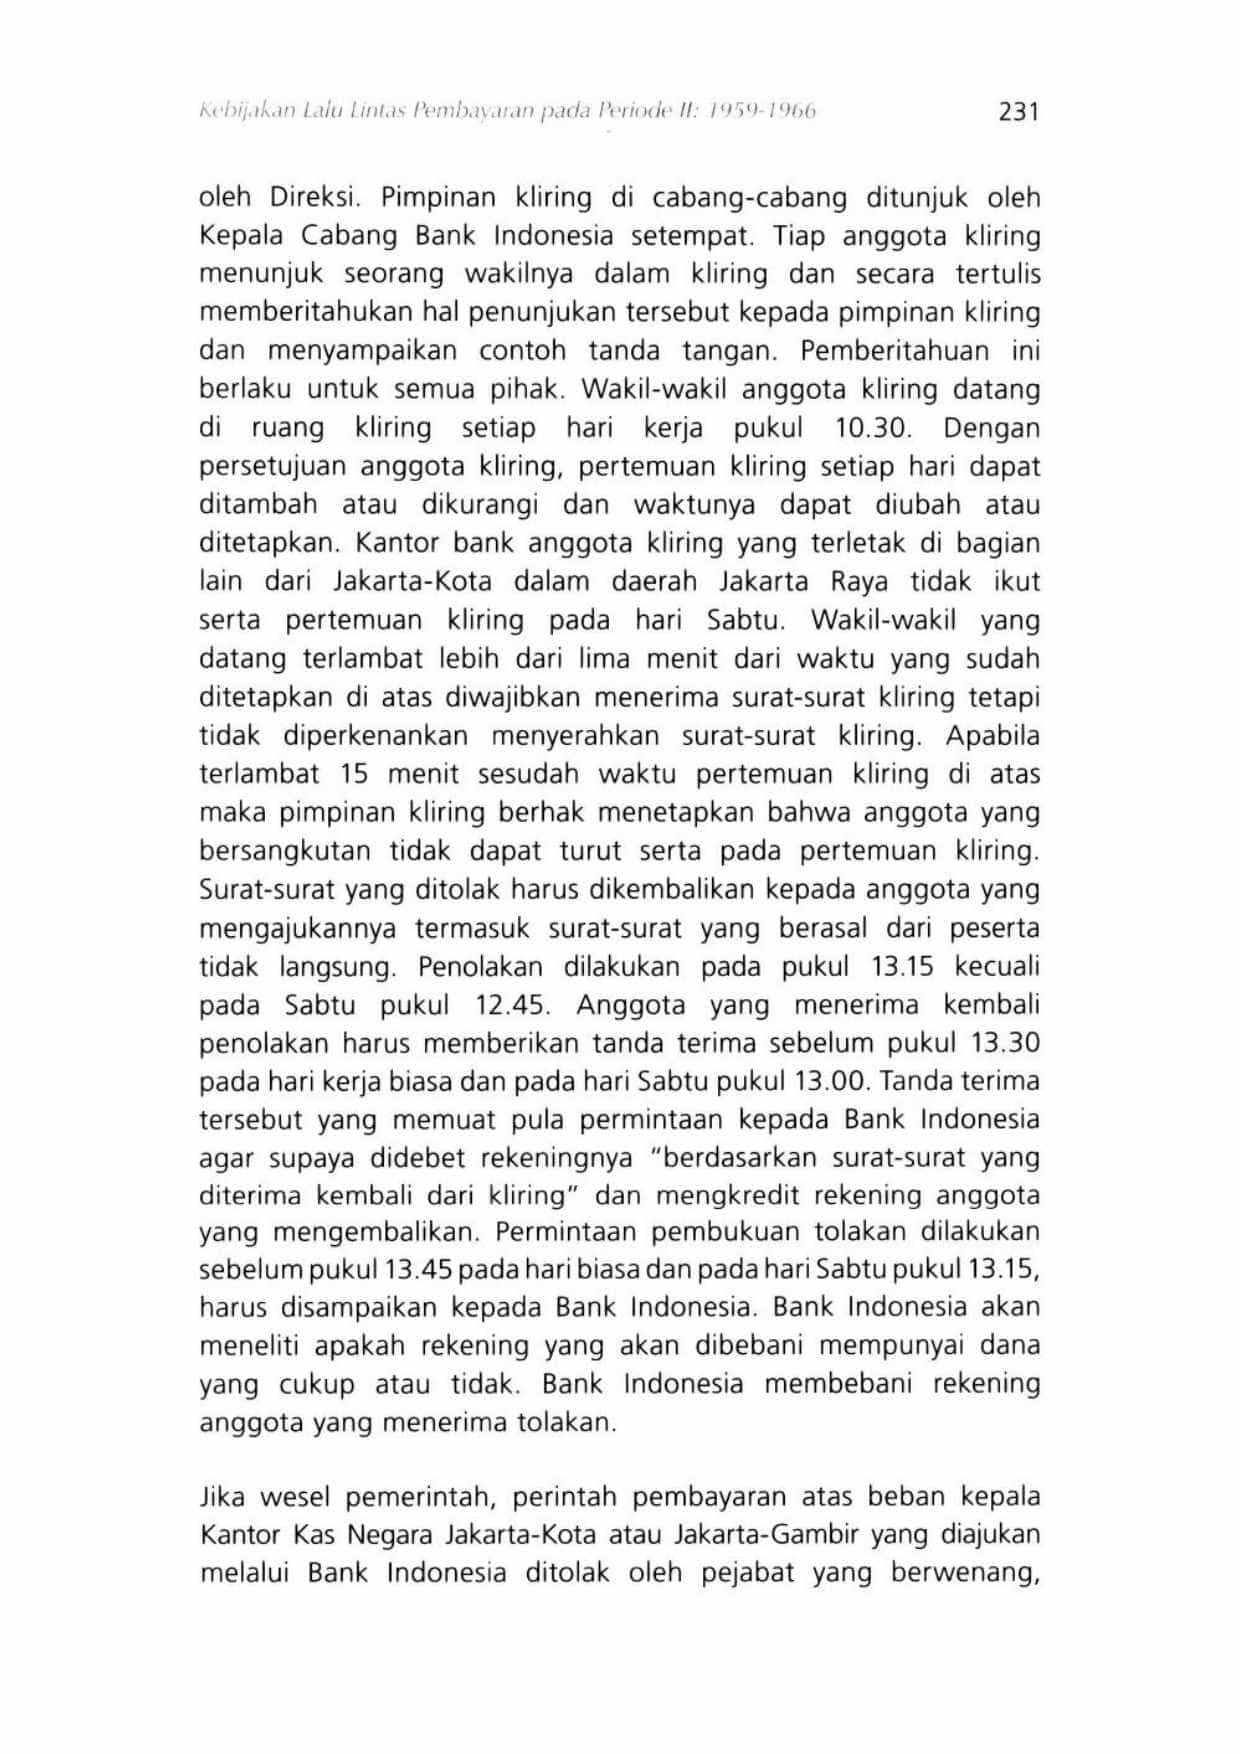 Kebijakan Lalu Lintas Pembayaran pada Periode II: 1959-1966 231
oleh Direksi. Pimpinan kliring di cabang-cabang ditunjuk oleh
Kepala Cabang Bank Indonesia setempat. Tiap anggota kliring
menunjuk seorang wakilnya dalam kliring dan secara tertulis
memberitahukan hal penunjukan tersebut kepada pimpinan kliring
dan menyampaikan contoh tanda tangan. Pemberitahuan ini
berlaku untuk semua pihak. Wakil-wakil anggota kliring datang
di ruang kliring setiap hari kerja pukul 10.30. Dengan
persetujuan anggota kliring, pertemuan kliring setiap hari dapat
ditambah atau dikurangi dan waktunya dapat diubah atau
ditetapkan. Kantor bank anggota kliring yang terletak di bagian
lain dari Jakarta-Kota dalam daerah Jakarta Raya tidak ikut
serta pertemuan kliring pada hari Sabtu. Wakil-wakil yang
datang terlambat lebih dari lima menit dari waktu yang sudah
ditetapkan di atas diwajibkan menerima surat-surat kliring tetapi
tidak diperkenankan menyerahkan surat-surat kliring. Apabila
terlambat 15 menit sesudah waktu pertemuan kliring di atas
maka pimpinan kliring berhak menetapkan bahwa anggota yang
bersangkutan tidak dapat turut serta pada pertemuan kliring.
Surat-surat yang ditolak harus dikembalikan kepada anggota yang
mengajukannya termasuk surat-surat yang berasal dari peserta
tidak langsung. Penolakan dilakukan pada pukul 13.15 kecuali
pada Sabtu pukul 12.45. Anggota yang menerima kembali
penolakan harus memberikan tanda terima sebelum pukul 13.30
pada hari kerja biasa dan pada hari Sabtu pukul 13.00. Tanda terima
tersebut yang memuat pula permintaan kepada Bank Indonesia
agar supaya didebet rekeningnya “berdasarkan surat-surat yang
diterima kembali dari kliring” dan mengkredit rekening anggota
yang mengembalikan. Permintaan pembukuan tolakan dilakukan
sebelum pukul 13.45 pada hari biasa dan pada hari Sabtu pukul 13.15,
harus disampaikan kepada Bank Indonesia. Bank Indonesia akan
meneliti apakah rekening yang akan dibebani mempunyai dana
yang cukup atau tidak. Bank Indonesia membebani rekening
anggota yang menerima tolakan.
Jika wesel pemerintah, perintah pembayaran atas beban kepala
Kantor Kas Negara Jakarta-Kota atau Jakarta-Gambir yang diajukan
melalui Bank Indonesia ditolak oleh pejabat yang berwenang,